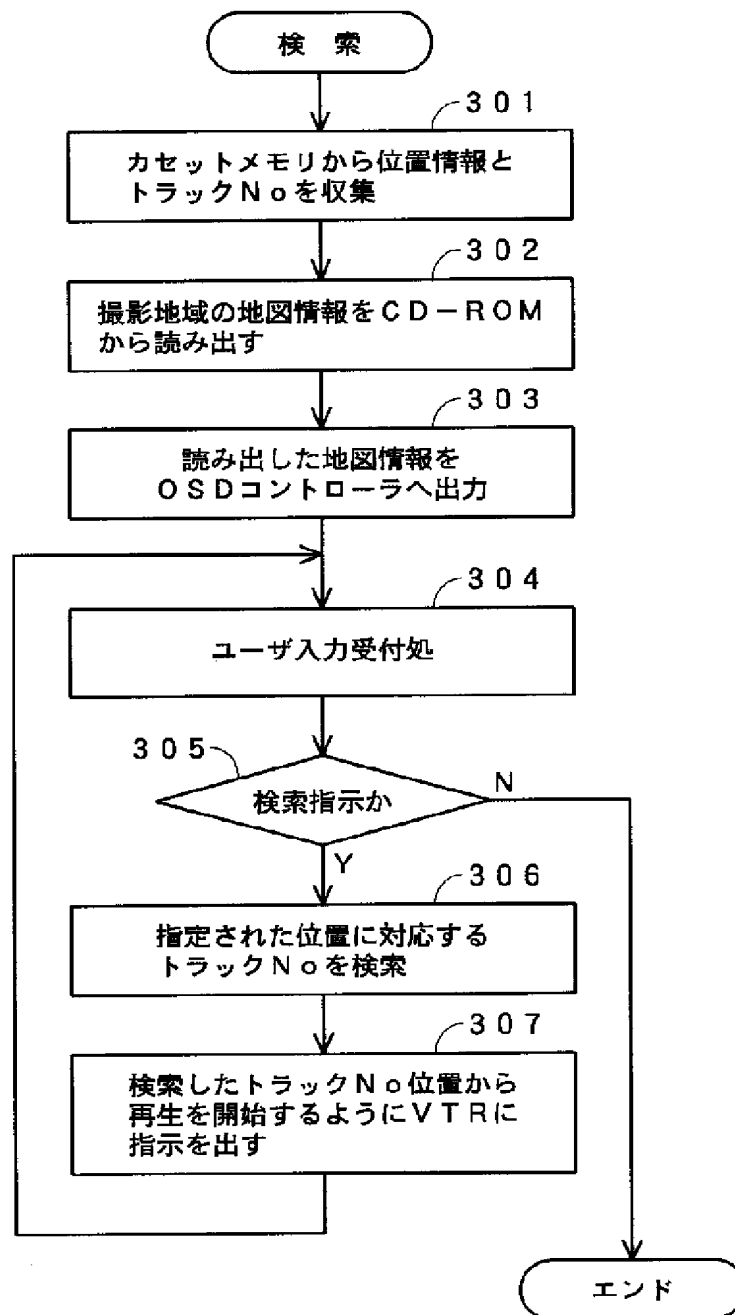 検 索
301
カセットメモリから位置情報と
トラックNoを収集
302
撮影地域の地図情報をCD－ROM
から読み出す
303
読み出した地図情報を
OSDコントローラへ出力
304
ユーザ入力受付処
305
検索指示か
N
Y
306
指定された位置に対応する
トラックNoを検索
307
検索したトラックNo位置から
再生を開始するようにVTRに
指示を出す
エンド